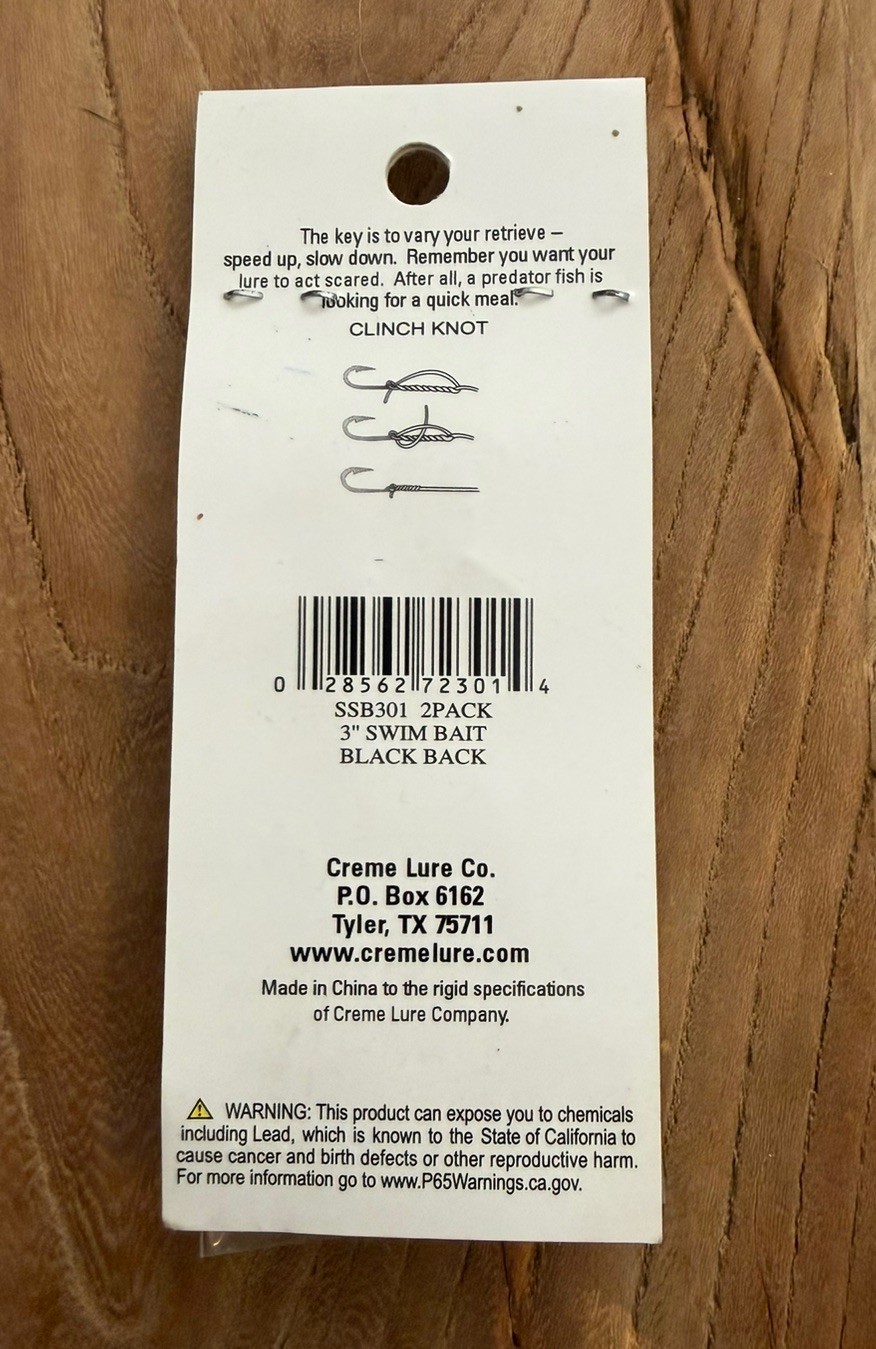 The key is to vary your retrieve –
speed up, slow down. Remember you want your
lure to act scared. After all, a predator fish is
looking for a quick meal.
CLINCH KNOT
0 28562 72301 4
SSB301 2PACK
3" SWIM BAIT
BLACK BACK
Creme Lure Co.
P.O. Box 6162
Tyler, TX 75711
www.cremelure.com
Made in China to the rigid specifications
of Creme Lure Company.
WARNING: This product can expose you to chemicals
including Lead, which is known to the State of California to
cause cancer and birth defects or other reproductive harm.
For more information go to www.P65Warnings.ca.gov.